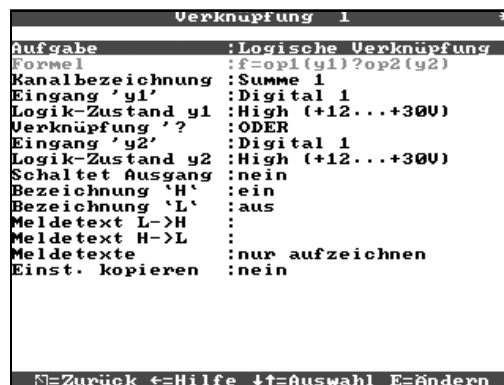 Verknüpfung 1 *
Aufgabe :Logische Verknüpfung
Formel :f=op1(y1)?op2(y2)
Kanalbezeichnung :Summe 1
Eingang 'y1' :Digital 1
Logik-Zustand y1 :High (+12...+30V)
Verknüpfung '? :ODER
Eingang 'y2' :Digital 1
Logik-Zustand y2 :High (+12...+30V)
Schaltet Ausgang :nein
Bezeichnung 'H' :ein
Bezeichnung 'L' :aus
Meldetext L->H :
Meldetext H->L :
Meldetexte :nur aufzeichnen
Einst. kopieren :nein
=Zurück ←=Hilfe ↓↑=Auswahl E=Ändern